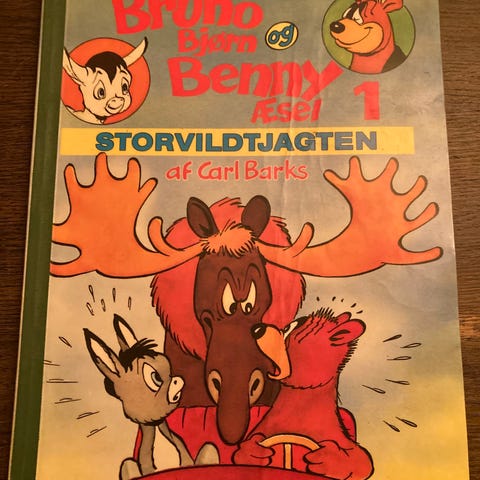 Bruno
Bjørn og
Benny
Æsel 1
STORVILDTJAGTEN
af Carl Barks